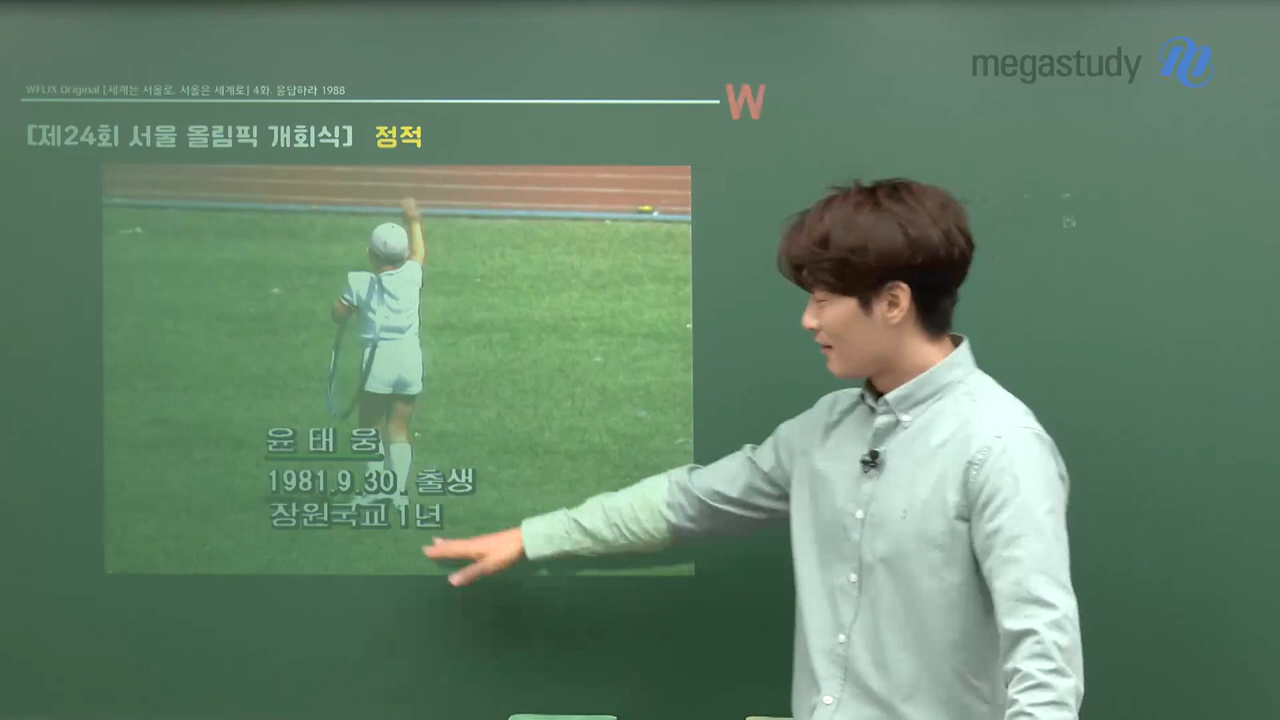 megastudy
WFLIX Original [세계는 서울로, 서울은 세계로] 4화. 응답하라 1988
W
[제24회 서울 올림픽 개회식] 정적
윤태웅
1981.9.30. 출생
장원국교 1년